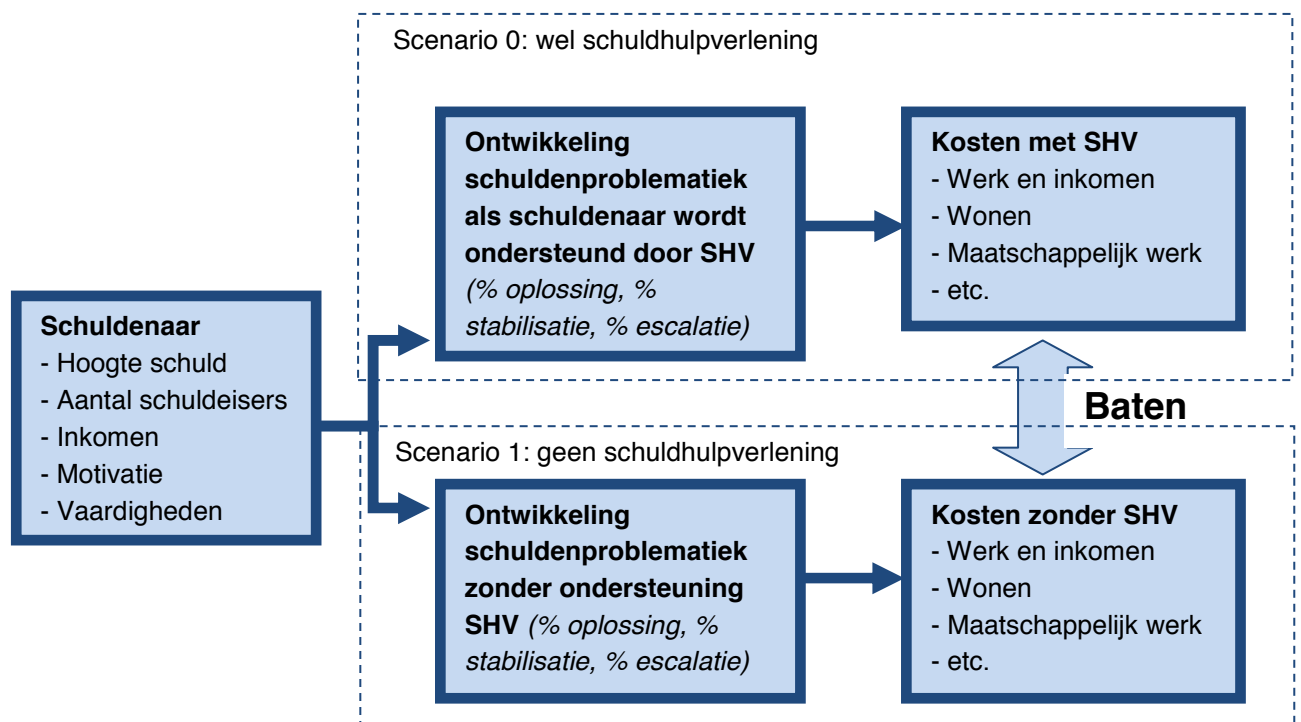 Scenario 0: wel schuldhulpverlening
Ontwikkeling
schuldenproblematiek
als schuldenaar wordt
ondersteund door SHV
(% oplossing, %
stabilisatie, % escalatie)
Kosten met SHV
- Werk en inkomen
- Wonen
- Maatschappelijk werk
- etc.
Schuldenaar
- Hoogte schuld
- Aantal schuldeisers
- Inkomen
- Motivatie
- Vaardigheden
Baten
Scenario 1: geen schuldhulpverlening
Ontwikkeling
schuldenproblematiek
zonder ondersteuning
SHV (% oplossing, %
stabilisatie, % escalatie)
Kosten zonder SHV
- Werk en inkomen
- Wonen
- Maatschappelijk werk
- etc.